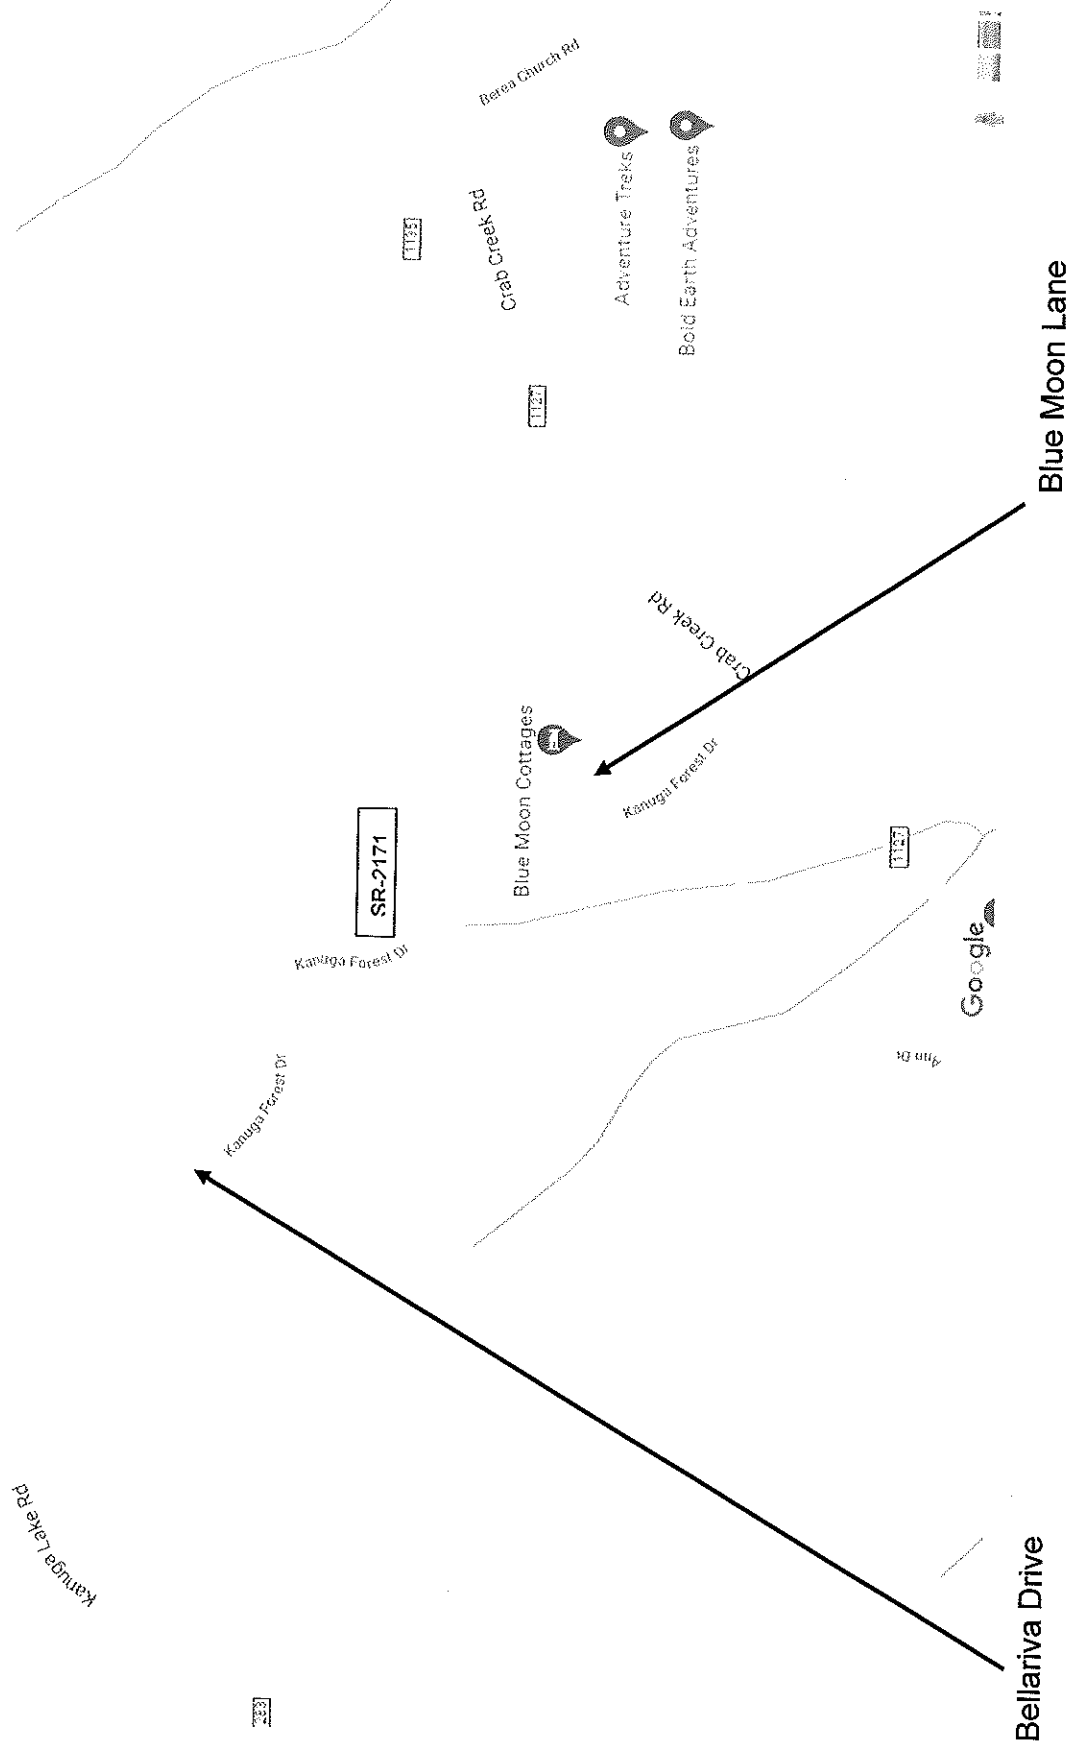 Kanuga Lake Rd
Kanuga Forest Dr
Kanuga Forest Dr
SR-2171
Crab Creek Rd
Berea Church Rd
Blue Moon Cottages
1127
Adventure Treks
Kanuga Forest Dr
Crab Creek Rd
Bold Earth Adventures
1127
Ann Dr
Google
Bellariva Drive
Blue Moon Lane